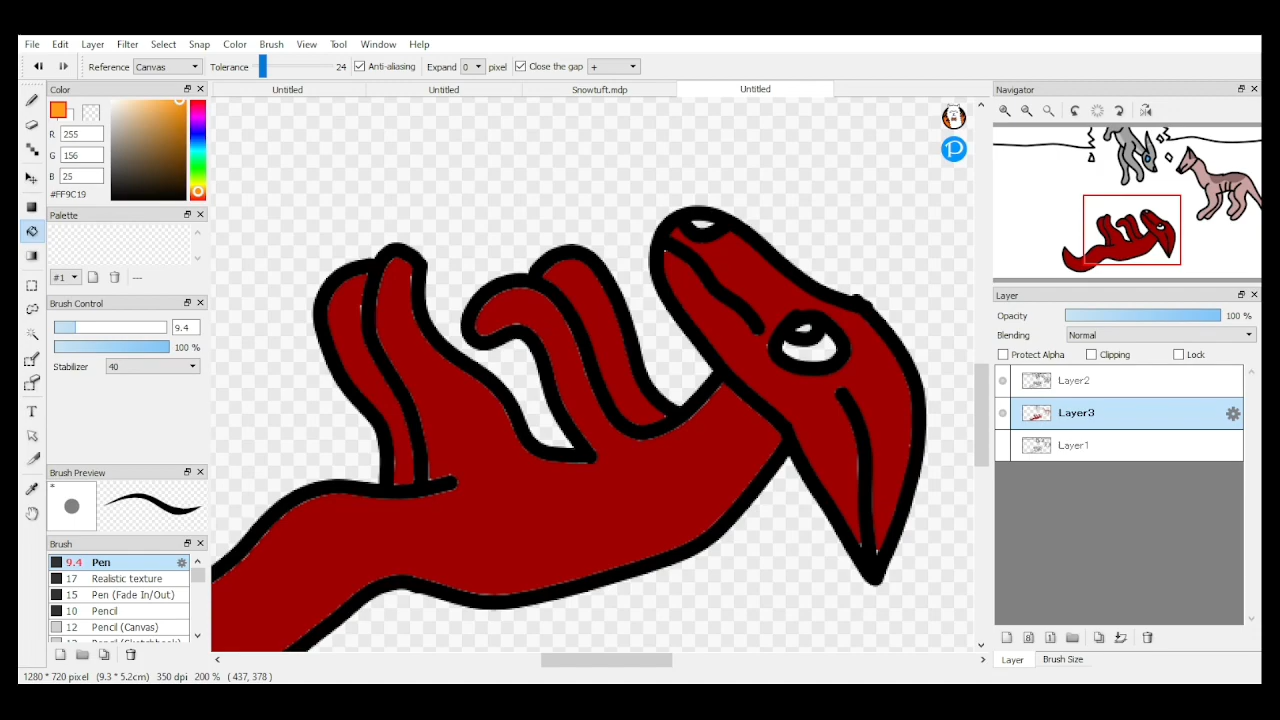 File Edit Layer Filter Select Snap Color Brush View Tool Window Help
Reference Canvas Tolerance 24 Anti-aliasing Expand 0 pixel Close the gap +
Color
Untitled Untitled Snowtuft.mdp Untitled
Navigator
R 255
G 156
B 25
#FF9C19
Palette
#1 ---
Brush Control
9.4
100 %
Stabilizer 40
Brush Preview
*
Brush
9.4 Pen
17 Realistic texture
15 Pen (Fade In/Out)
10 Pencil
12 Pencil (Canvas)
Layer
Opacity 100 %
Blending Normal
Protect Alpha Clipping Lock
Layer2
Layer3
Layer1
8 1
Layer Brush Size
P
T
1280 * 720 pixel (9.3 * 5.2cm) 350 dpi 200 % ( 437, 378 )